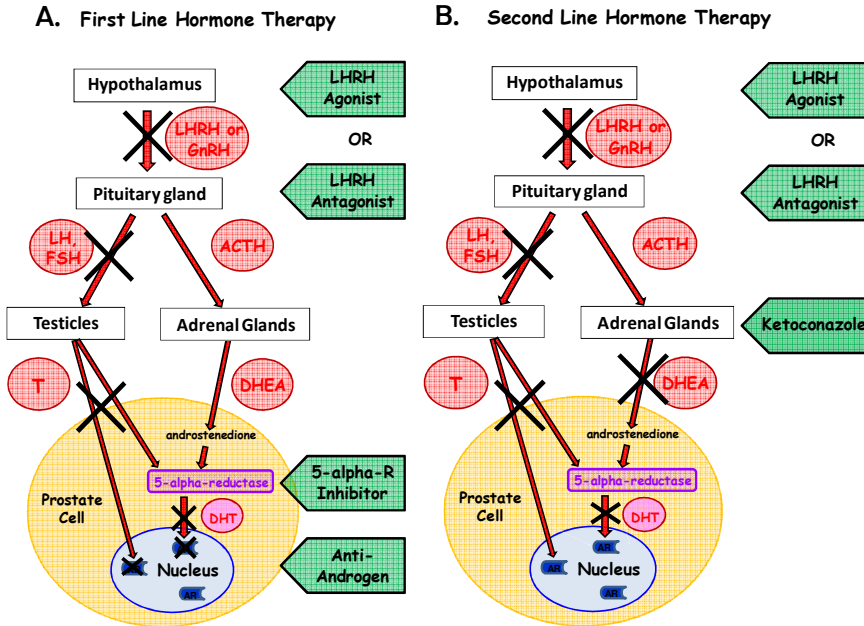 A. First Line Hormone Therapy
Hypothalamus
LHRH
Agonist
LHRH or
GnRH
OR
Pituitary gland
LHRH
Antagonist
LH,
FSH
ACTH
Testicles
Adrenal Glands
T
DHEA
androstenedione
5-alpha-reductase
5-alpha-R
Inhibitor
Prostate
Cell
DHT
Nucleus
AR
Anti-
Androgen
B. Second Line Hormone Therapy
Hypothalamus
LHRH
Agonist
LHRH or
GnRH
OR
Pituitary gland
LHRH
Antagonist
LH,
FSH
ACTH
Testicles
Adrenal Glands
Ketoconazole
T
DHEA
androstenedione
5-alpha-reductase
Prostate
Cell
DHT
AR
AR
Nucleus
AR